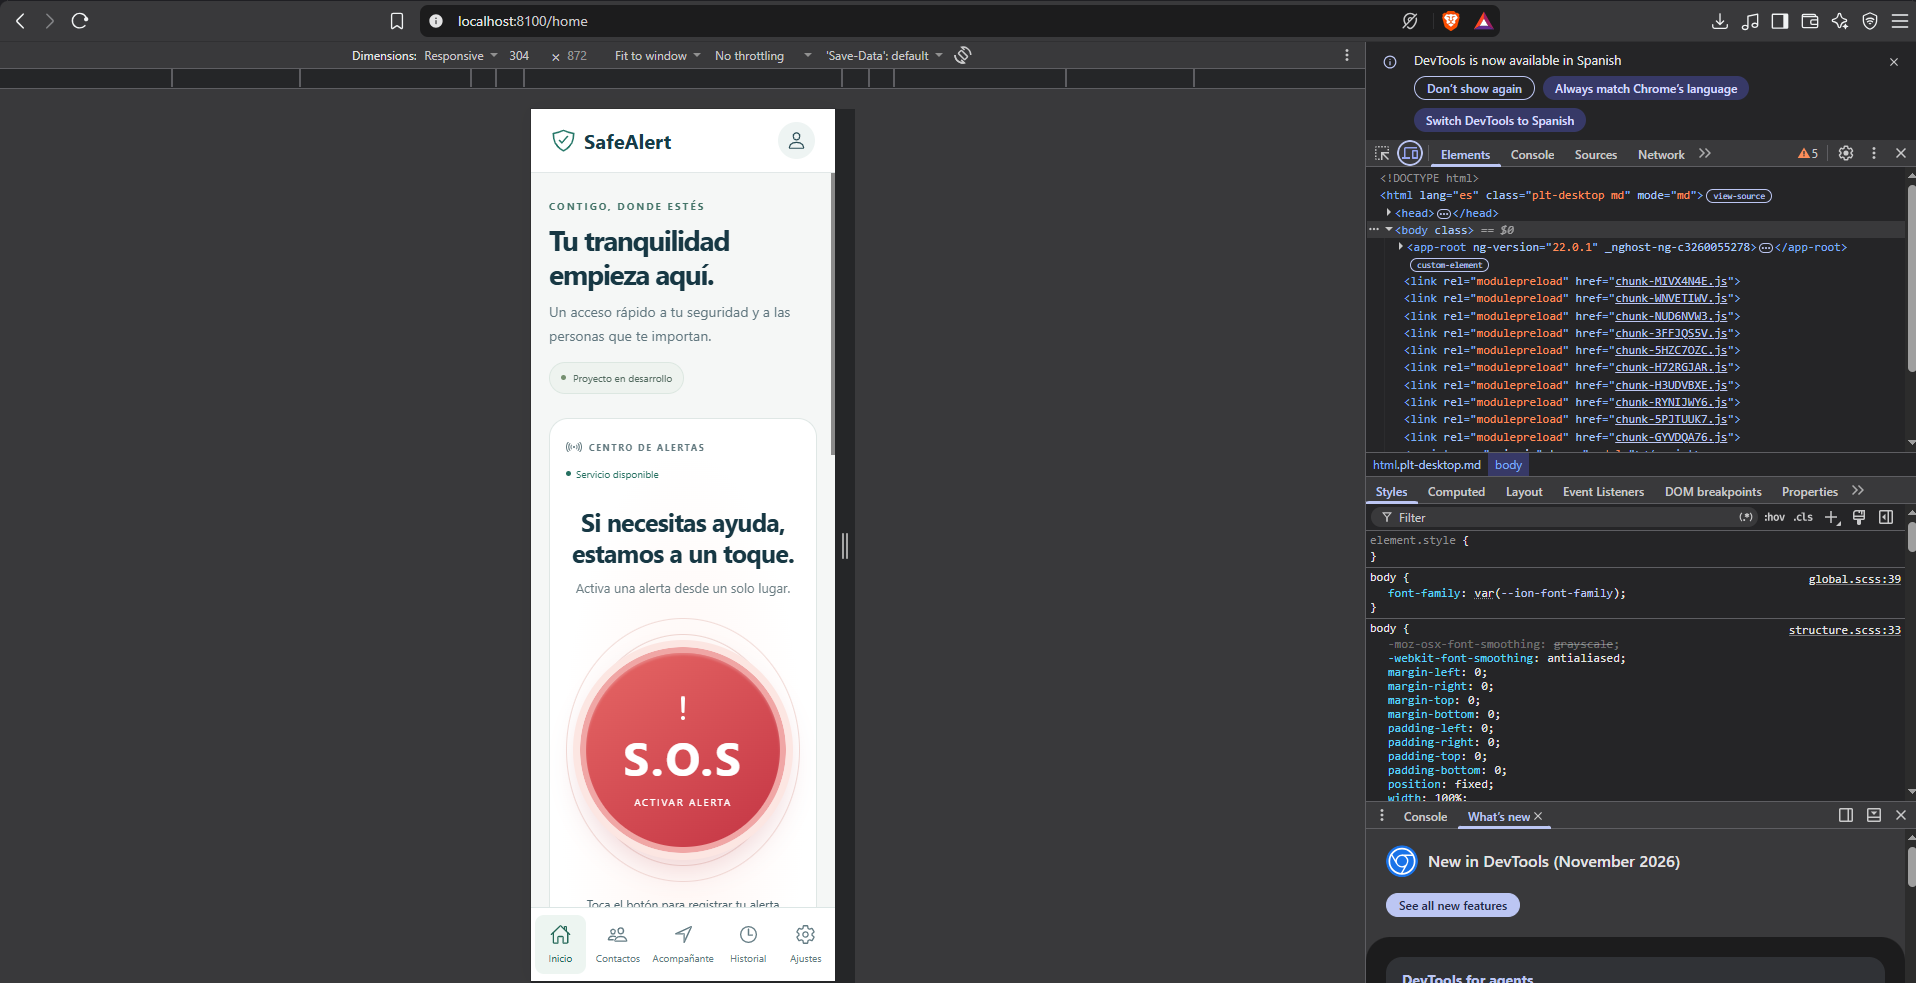 localhost:8100/home
Dimensions: Responsive 304 × 872 Fit to window No throttling 'Save-Data': default
SafeAlert
CONTIGO, DONDE ESTÉS
Tu tranquilidad
empieza aquí.
Un acceso rápido a tu seguridad y a las
personas que te importan.
Proyecto en desarrollo
CENTRO DE ALERTAS
Servicio disponible
Si necesitas ayuda,
estamos a un toque.
Activa una alerta desde un solo lugar.
!
S.O.S
ACTIVAR ALERTA
Toca el botón para registrar tu alerta
Inicio Contactos Acompañante Historial Ajustes
DevTools is now available in Spanish
Don't show again Always match Chrome's language
Switch DevTools to Spanish
Elements Console Sources Network 5
<!DOCTYPE html>
<html lang="es" class="plt-desktop md" mode="md"> view-source
<head> </head>
<body class> == $0
<app-root ng-version="22.0.1" _nghost-ng-c3260055278> </app-root>
custom-element
<link rel="modulepreload" href="chunk-MIVX4N4E.js">
<link rel="modulepreload" href="chunk-WNVETIWV.js">
<link rel="modulepreload" href="chunk-NUD6NVW3.js">
<link rel="modulepreload" href="chunk-3FFJQS5V.js">
<link rel="modulepreload" href="chunk-5HZC7OZC.js">
<link rel="modulepreload" href="chunk-H72RGJAR.js">
<link rel="modulepreload" href="chunk-H3UDVBXE.js">
<link rel="modulepreload" href="chunk-RYNIJWY6.js">
<link rel="modulepreload" href="chunk-5PJTUUK7.js">
<link rel="modulepreload" href="chunk-GYVDQA76.js">
html.plt-desktop.md body
Styles Computed Layout Event Listeners DOM breakpoints Properties
Filter :hov .cls
element.style {
}
body { global.scss:39
font-family: var(--ion-font-family);
}
body { structure.scss:33
-moz-osx-font-smoothing: grayscale;
-webkit-font-smoothing: antialiased;
margin-left: 0;
margin-right: 0;
margin-top: 0;
margin-bottom: 0;
padding-left: 0;
padding-right: 0;
padding-top: 0;
padding-bottom: 0;
position: fixed;
width: 100%;
Console What's new
New in DevTools (November 2026)
See all new features
DevTools for agents